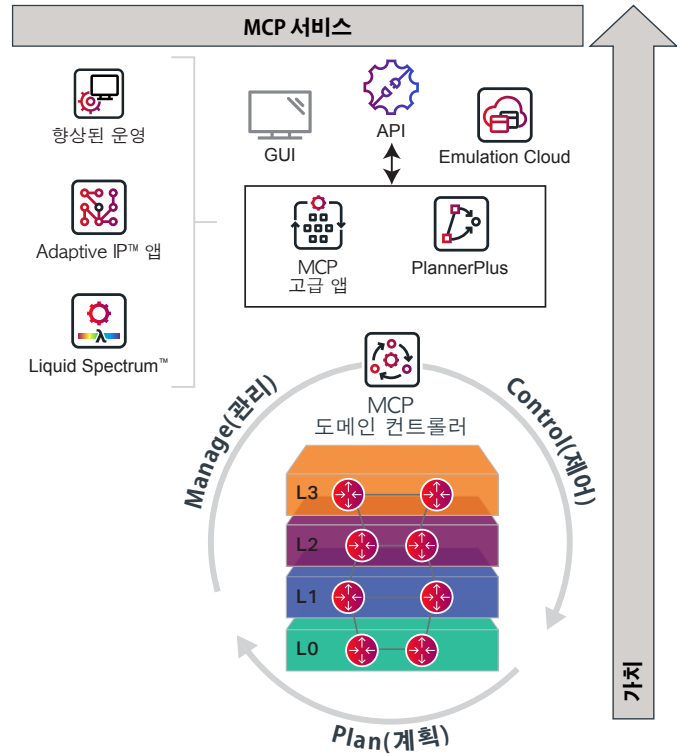 MCP 서비스
향상된 운영
Adaptive IP™ 앱
Liquid Spectrum™
GUI
API
Emulation Cloud
MCP
고급 앱
PlannerPlus
MCP
도메인 컨트롤러
Manage(관리)
Control(제어)
Plan(계획)
L3
L2
L1
L0
가치
λ